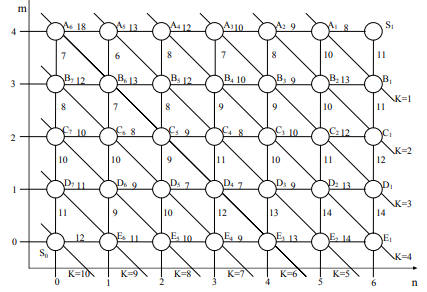 m
A₆ 18 A₅ 13 A₄ 12 A₃ 10 A₂ 9 A₁ 8 S₁
4
7 6 8 7 8 10 11
3 B₇ 12 B₆ 13 B₅ 12 B₄ 10 B₃ 9 B₂ 13 B₁
8 7 8 9 9 10 11 K=1
2 C₇ 10 C₆ 8 C₅ 9 C₄ 8 C₃ 10 C₂ 12 C₁
K=2
10 10 9 11 10 11 12
1 D₇ 11 D₆ 9 D₅ 7 D₄ 7 D₃ 9 D₂ 13 D₁
K=3
11 9 10 12 13 14 14
0 12 E₆ 11 E₅ 10 E₄ 9 E₃ 13 E₂ 14 E₁
S₀ K=4
K=10 K=9 K=8 K=7 K=6 K=5
0 1 2 3 4 5 6 n